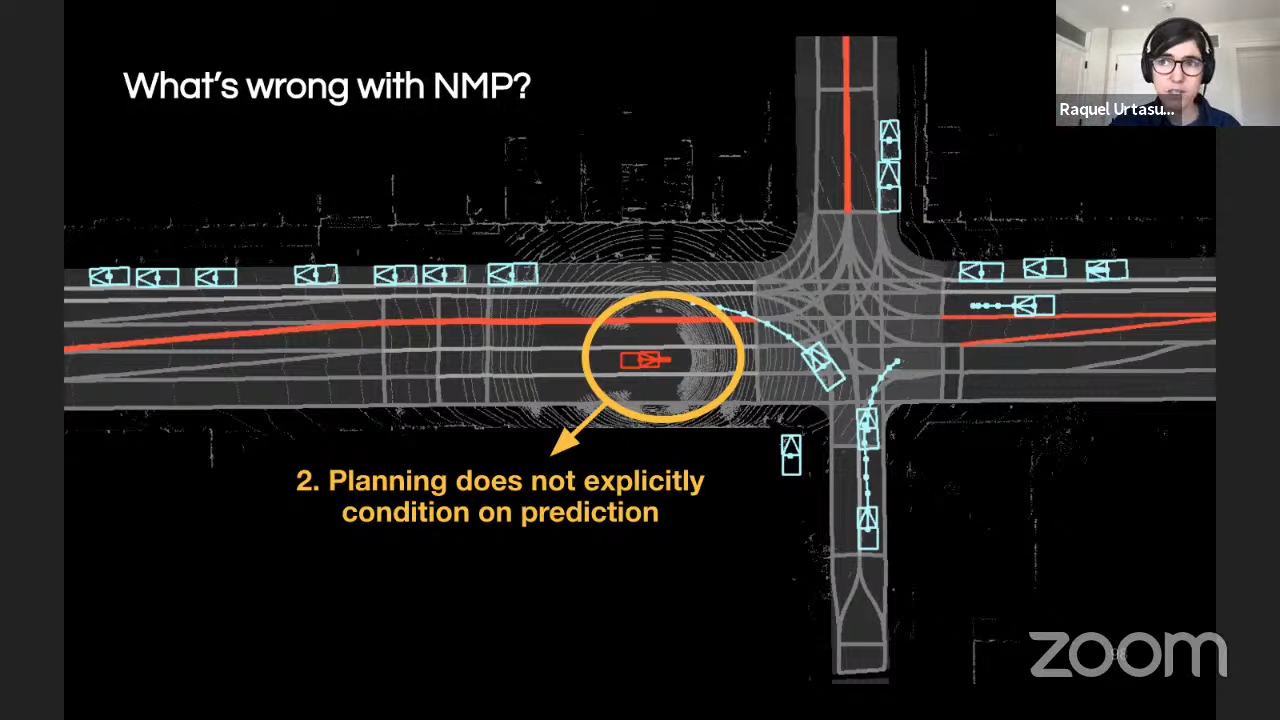 What's wrong with NMP?
Raquel Urtasu...
2. Planning does not explicitly
condition on prediction
zoom